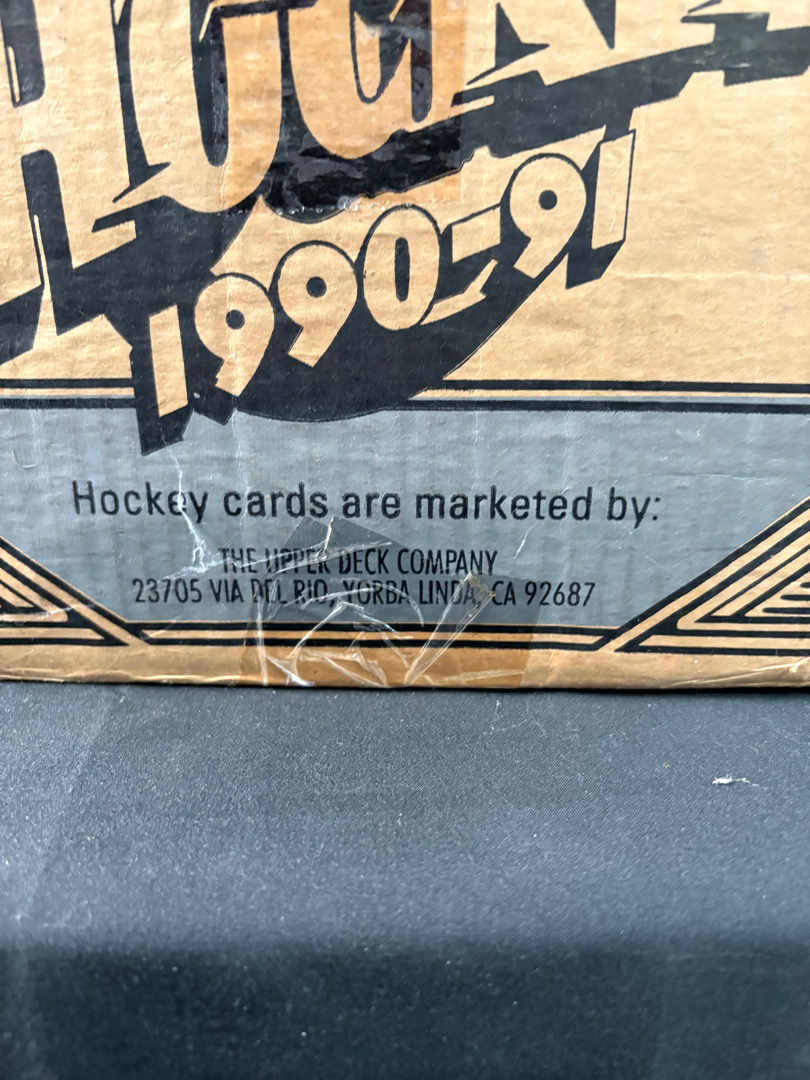 HOCKE
1990-91
Hockey cards are marketed by:
THE UPPER DECK COMPANY
23705 VIA DEL RIO, YORBA LINDA, CA 92687